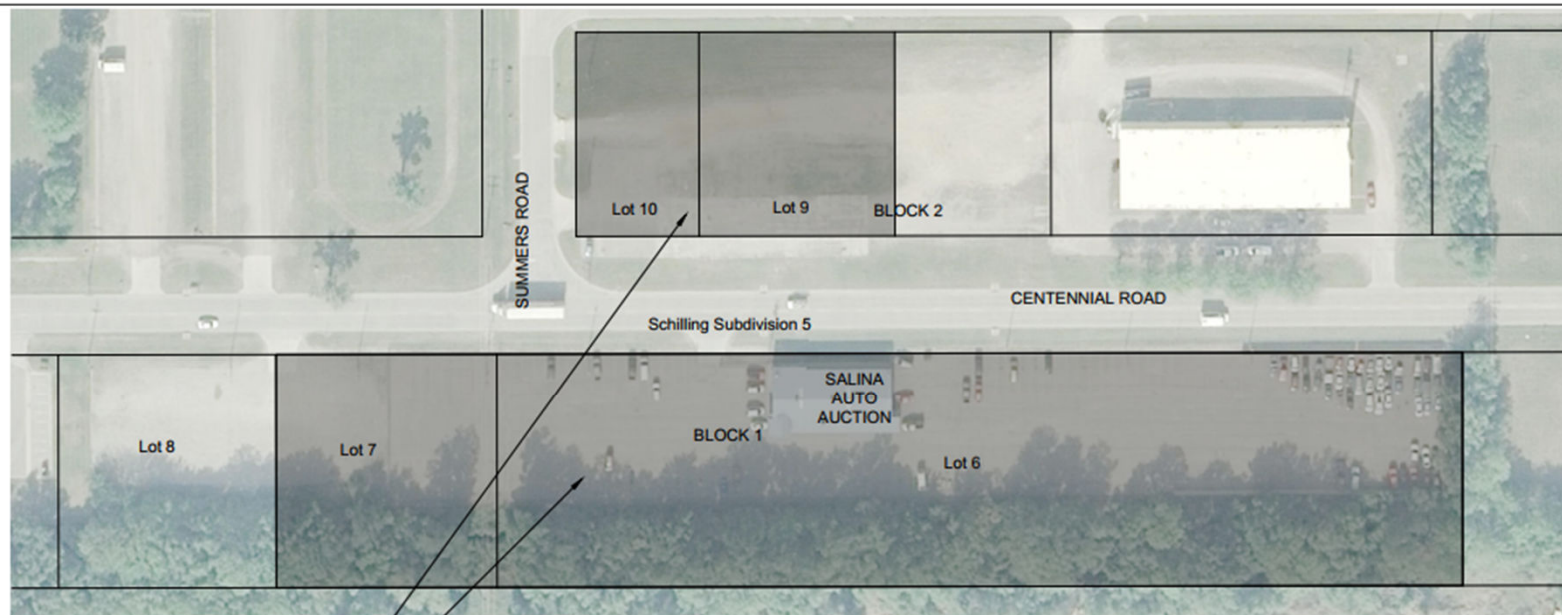 SUMMERS ROAD
Lot 10
Lot 9
BLOCK 2
CENTENNIAL ROAD
Schilling Subdivision 5
SALINA
AUTO
AUCTION
BLOCK 1
Lot 8
Lot 7
Lot 6